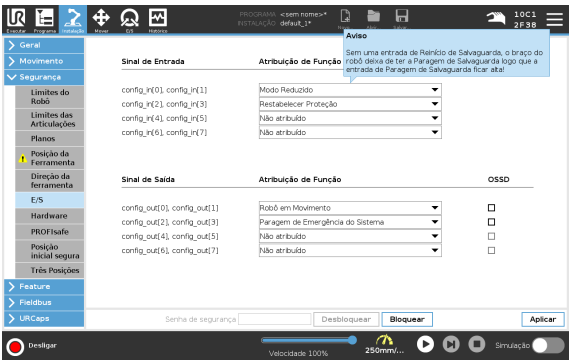 PROGRAMA <sem nome>*
INSTALAÇÃO default_1*
Executar Programa Instalação Mover E/S Histórico
10C1
2F38
Aviso
Sem uma entrada de Reinício de Salvaguarda, o braço do
robô deixa de ter a Paragem de Salvaguarda logo que a
entrada de Paragem de Salvaguarda ficar alta!
Geral
Movimento
Segurança
Limites do
Robô
Limites das
Articulações
Planos
Posição da
Ferramenta
Direção da
ferramenta
E/S
Hardware
PROFIsafe
Posição
inicial segura
Três Posições
Feature
Fieldbus
URCaps
Sinal de Entrada Atribuição de Função
config_in[0], config_in[1] Modo Reduzido
config_in[2], config_in[3] Restabelecer Proteção
config_in[4], config_in[5] Não atribuído
config_in[6], config_in[7] Não atribuído
Sinal de Saída Atribuição de Função OSSD
config_out[0], config_out[1] Robô em Movimento
config_out[2], config_out[3] Paragem de Emergência do Sistema
config_out[4], config_out[5] Não atribuído
config_out[6], config_out[7] Não atribuído
Senha de segurança Desbloquear Bloquear Aplicar
Desligar
Velocidade 100%
250mm/...
Simulação